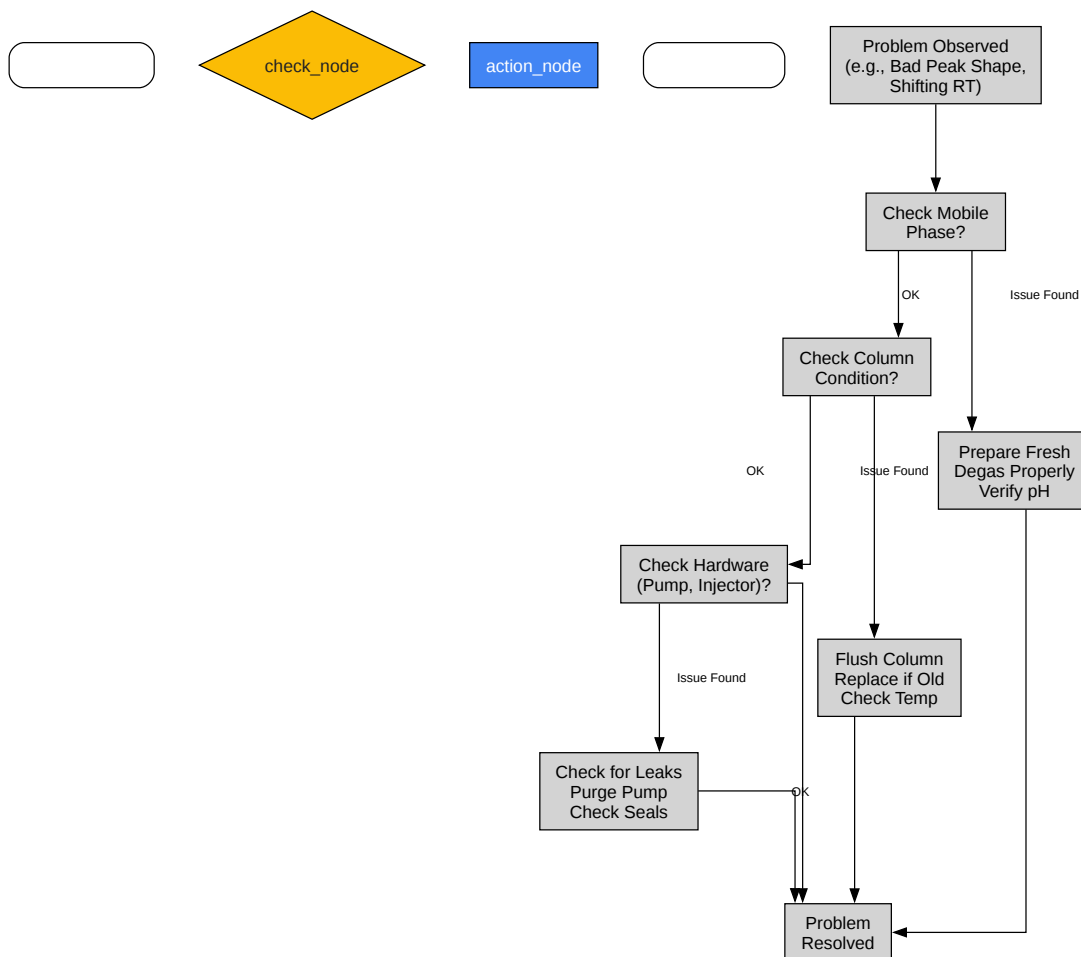 check_node
action_node
Problem Observed
(e.g., Bad Peak Shape,
Shifting RT)
Check Mobile
Phase?
OK
Issue Found
Check Column
Condition?
OK
Issue Found
Prepare Fresh
Degas Properly
Verify pH
Check Hardware
(Pump, Injector)?
Issue Found
Flush Column
Replace if Old
Check Temp
Check for Leaks
Purge Pump
Check Seals
OK
Problem
Resolved